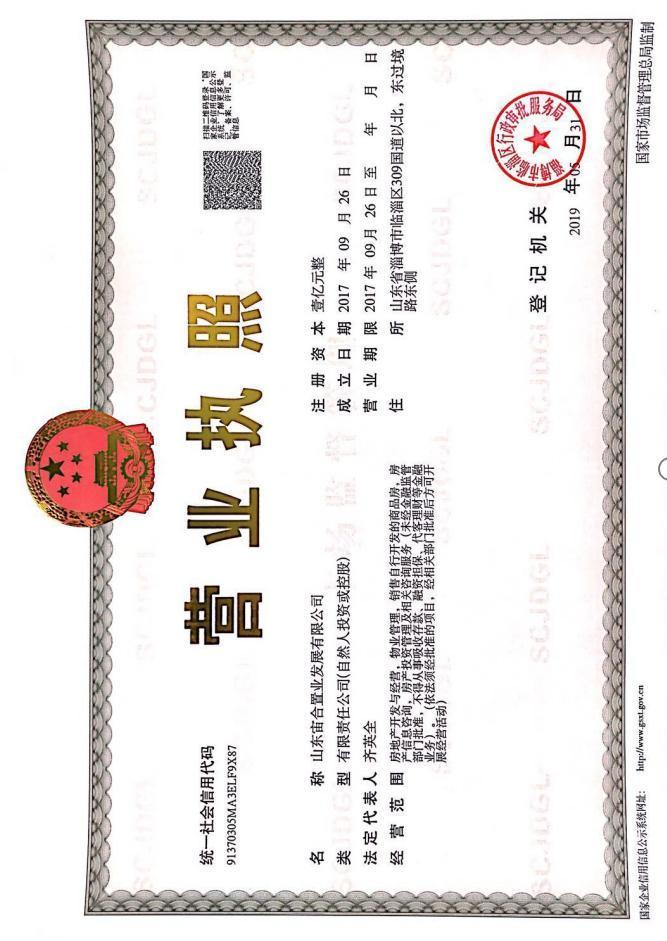 营业执照
统一社会信用代码
91370305MA3ELF9X87
扫描二维码登录'国
家企业信用信息公示
系统'了解更多登
记、备案、许可、监
管信息
名 称 山东宙合置业发展有限公司
类 型 有限责任公司(自然人投资或控股)
法定代表人 齐英全
经营范围 房地产开发与经营，物业管理，销售自行开发的商品房，房
产信息咨询，房产投资管理及相关咨询服务（未经金融监管
部门批准，不得从事吸收存款、融资担保、代客理财等金融
业务）。（依法须经批准的项目，经相关部门批准后方可开
展经营活动）
注册资本 壹亿元整
成立日期 2017 年 09 月 26 日
营业期限 2017 年 09 月 26 日至 年 月 日
住 所 山东省淄博市临淄区309国道以北，东过境
路东侧
登记机关
淄博市临淄区行政审批服务局
2019 年 05 月 31 日
国家企业信用信息公示系统网址： http://www.gsxt.gov.cn
国家市场监督管理总局监制